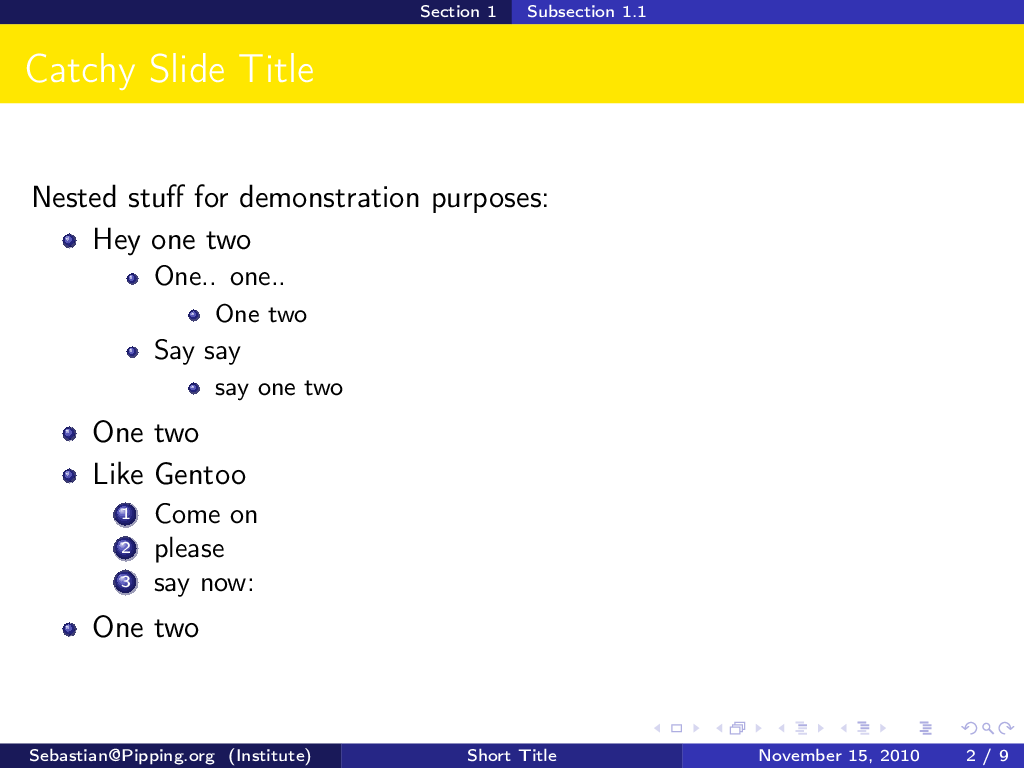 Section 1 Subsection 1.1
Catchy Slide Title
Nested stuff for demonstration purposes:
Hey one two
One.. one..
One two
Say say
say one two
One two
Like Gentoo
1 Come on
2 please
3 say now:
One two
Sebastian@Pipping.org (Institute) Short Title November 15, 2010 2 / 9